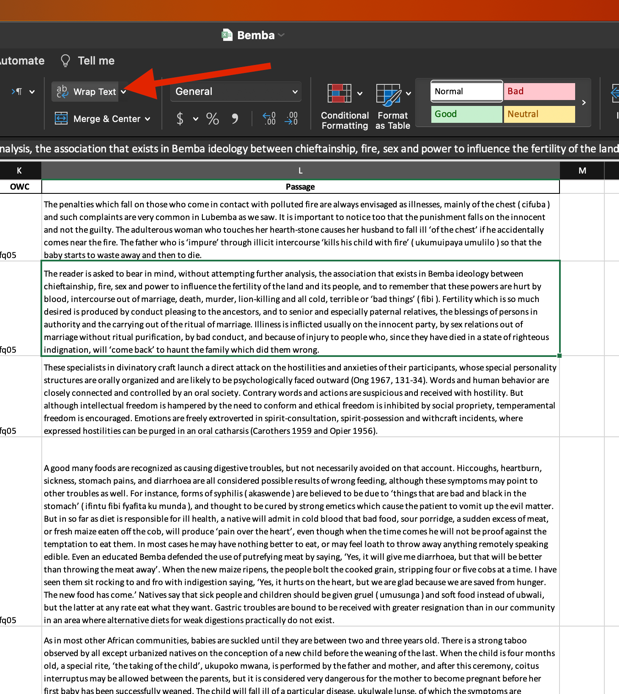 Bemba
utomate Tell me
Wrap Text
General
Merge & Center
$ % 9 .00 .00 .0
Conditional Formatting
Format as Table
Normal
Bad
Good
Neutral
nalysis, the association that exists in Bemba ideology between chieftainship, fire, sex and power to influence the fertility of the land
K L M
OWC Passage
The penalties which fall on those who come in contact with polluted fire are always envisaged as illnesses, mainly of the chest ( cifuba )
and such complaints are very common in Lubemba as we saw. It is important to notice too that the punishment falls on the innocent
and not the guilty. The adulterous woman who touches her hearth-stone causes her husband to fall ill 'of the chest' if he accidentally
comes near the fire. The father who is 'impure' through illicit intercourse 'kills his child with fire' ( ukumuipaya umulilo ) so that the
fq05 baby starts to waste away and then to die.
The reader is asked to bear in mind, without attempting further analysis, the association that exists in Bemba ideology between
chieftainship, fire, sex and power to influence the fertility of the land and its people, and to remember that these powers are hurt by
blood, intercourse out of marriage, death, murder, lion-killing and all cold, terrible or 'bad things' ( fibi ). Fertility which is so much
desired is produced by conduct pleasing to the ancestors, and to senior and especially paternal relatives, the blessings of persons in
authority and the carrying out of the ritual of marriage. Illiness is inflicted usually on the innocent party, by sex relations out of
marriage without ritual purification, by bad conduct, and because of injury to people who, since they have died in a state of righteous
fq05 indignation, will 'come back' to haunt the family which did them wrong.
These specialists in divinatory craft launch a direct attack on the hostilities and anxieties of their participants, whose special personality
structures are orally organized and are likely to be psychologically faced outward (Ong 1967, 131-34). Words and human behavior are
closely connected and controlled by an oral society. Contrary words and actions are suspicious and received with hostility. But
although intellectual freedom is hampered by the need to conform and ethical freedom is inhibited by social propriety, temperamental
freedom is encouraged. Emotions are freely extroverted in spirit-consultation, spirit-possession and withcraft incidents, where
fq05 expressed hostilities can be purged in an oral catharsis (Carothers 1959 and Opier 1956).
A good many foods are recognized as causing digestive troubles, but not necessarily avoided on that account. Hiccoughs, heartburn,
sickness, stomach pains, and diarrhoea are all considered possible results of wrong feeding, although these symptoms may point to
other troubles as well. For instance, forms of syphilis ( akaswende ) are believed to be due to 'things that are bad and black in the
stomach' ( ifintu fibi fyafita ku munda ), and thought to be cured by strong emetics which cause the patient to vomit up the evil matter.
But in so far as diet is responsible for ill health, a native will admit in cold blood that bad food, sour porridge, a sudden excess of meat,
or fresh maize eaten off the cob, will produce 'pain over the heart', even though when the time comes he will not be proof against the
temptation to eat them. In most cases he may have nothing better to eat, or may feel loath to throw away anything remotely speaking
edible. Even an educated Bemba defended the use of putrefying meat by saying, 'Yes, it will give me diarrhoea, but that will be better
than throwing the meat away'. When the new maize ripens, the people bolt the cooked grain, stripping four or five cobs at a time. I have
seen them sit rocking to and fro with indigestion saying, 'Yes, it hurts on the heart, but we are glad because we are saved from hunger.
The new food has come.' Natives say that sick people and children should be given gruel ( umusunga ) and soft food instead of ubwali,
but the latter at any rate eat what they want. Gastric troubles are bound to be received with greater resignation than in our community
fq05 in an area where alternative diets for weak digestions practically do not exist.
As in most other African communities, babies are suckled until they are between two and three years old. There is a strong taboo
observed by all except urbanized natives on the conception of a new child before the weaning of the last. When the child is four months
old, a special rite, 'the taking of the child', ukupoko mwana, is performed by the father and mother, and after this ceremony, coitus
interruptus may be allowed between the parents, but it is considered very dangerous for the mother to become pregnant before her
first baby has been successfully weaned. The child will fall ill of a particular disease, ukulwale lunse, of which the symptoms are